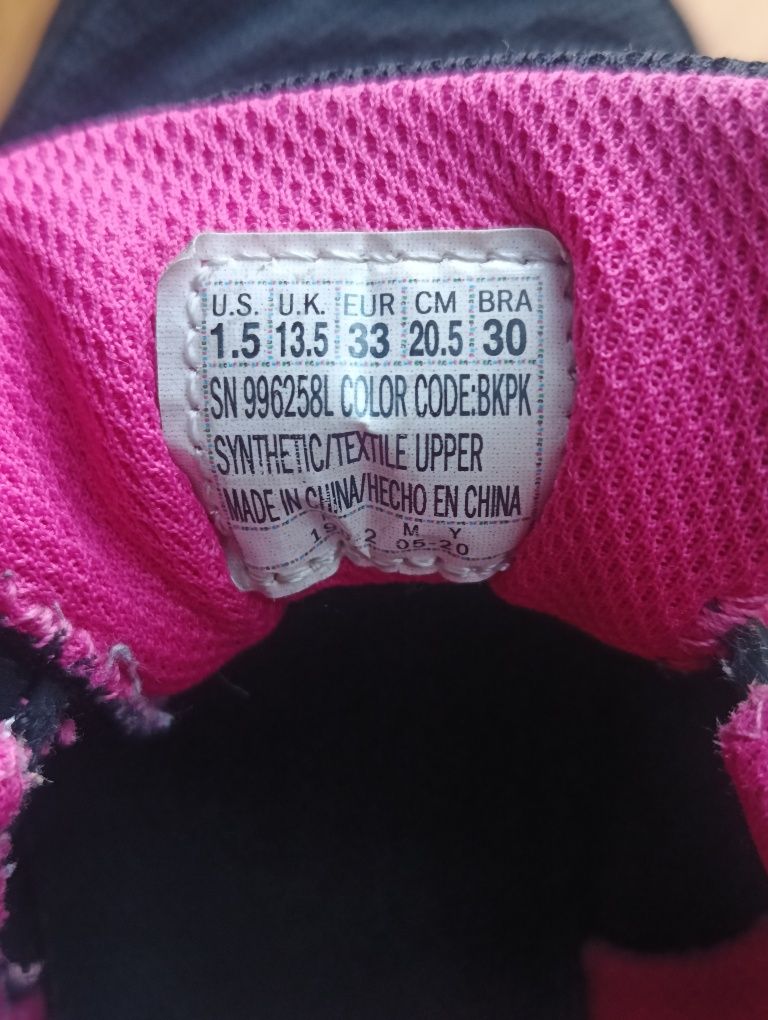 U.S. U.K. EUR CM BRA
1.5 13.5 33 20.5 30
SN 996258L COLOR CODE:BKPK
SYNTHETIC/TEXTILE UPPER
MADE IN CHINA/HECHO EN CHINA
M Y
05-20